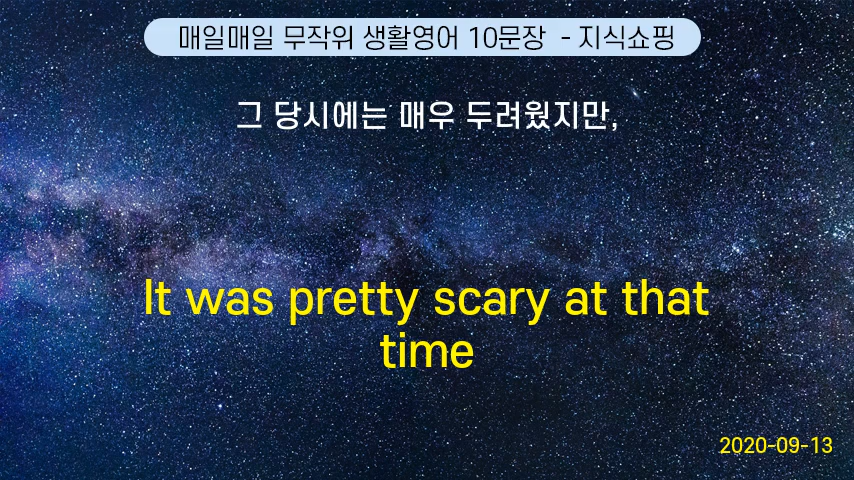 매일매일 무작위 생활영어 10문장 - 지식쇼핑
그 당시에는 매우 두려웠지만,
It was pretty scary at that
time
2020-09-13